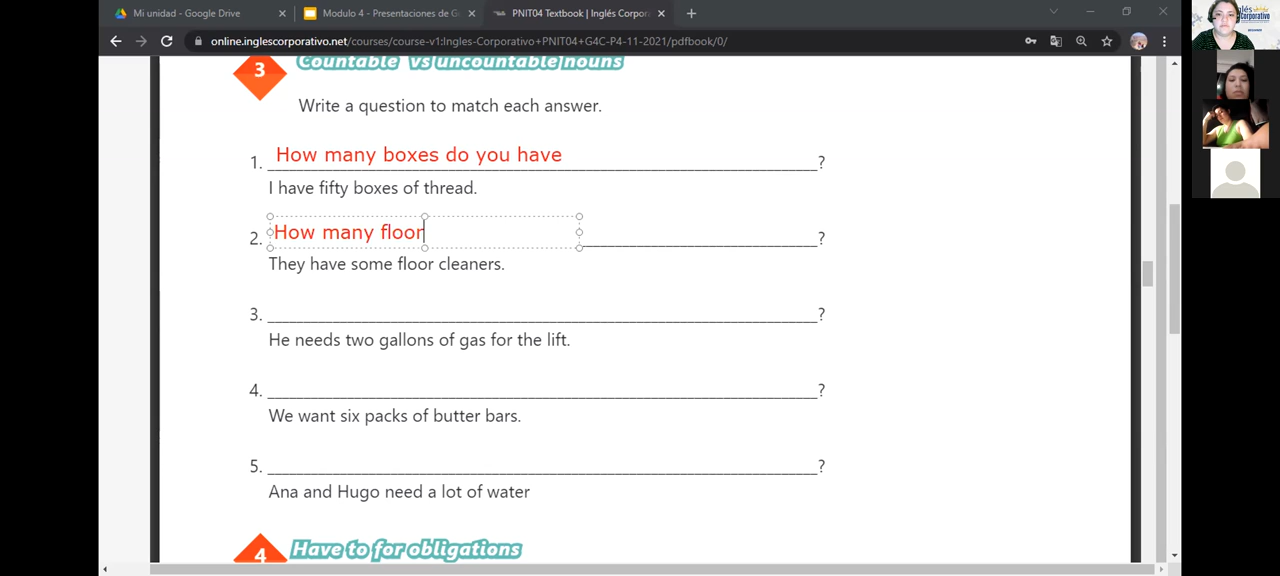 Mi unidad - Google Drive
Modulo 4 - Presentaciones de G
PNIT04 Textbook | Inglés Corpor
online.inglescorporativo.net/courses/course-v1:Ingles-Corporativo+PNIT04+G4C-P4-11-2021/pdfbook/0/
3 Countable vs(uncountable)nouns
Write a question to match each answer.
1. How many boxes do you have ?
I have fifty boxes of thread.
2. How many floor ?
They have some floor cleaners.
3. ?
He needs two gallons of gas for the lift.
4. ?
We want six packs of butter bars.
5. ?
Ana and Hugo need a lot of water
4 Have to for obligations